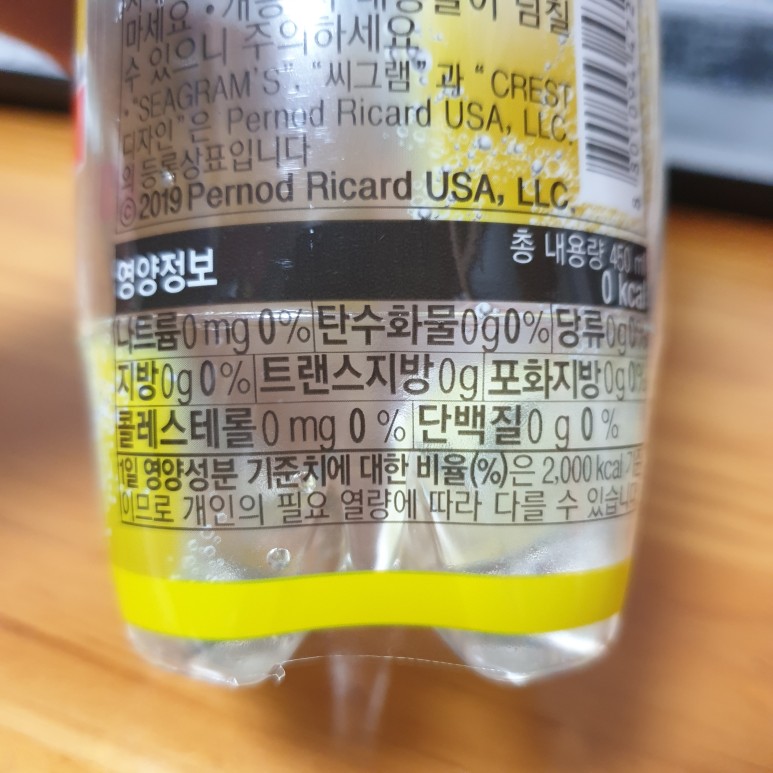 마세요
수 있으니 주의하세요
• "SEAGRAM'S", "씨그램" 과 " CREST
디자인"은 Pernod Ricard USA, LLC.
의 등록상표입니다
© 2019 Pernod Ricard USA, LLC.
영양정보 총 내용량 450 ml
0 kcal
나트륨 0 mg 0% 탄수화물 0g 0% 당류 0g
지방 0g 0% 트랜스지방 0g 포화지방 0g 0%
콜레스테롤 0 mg 0 % 단백질 0 g 0 %
1일 영양성분 기준치에 대한 비율(%)은 2,000 kcal
이므로 개인의 필요 열량에 따라 다를 수 있습니